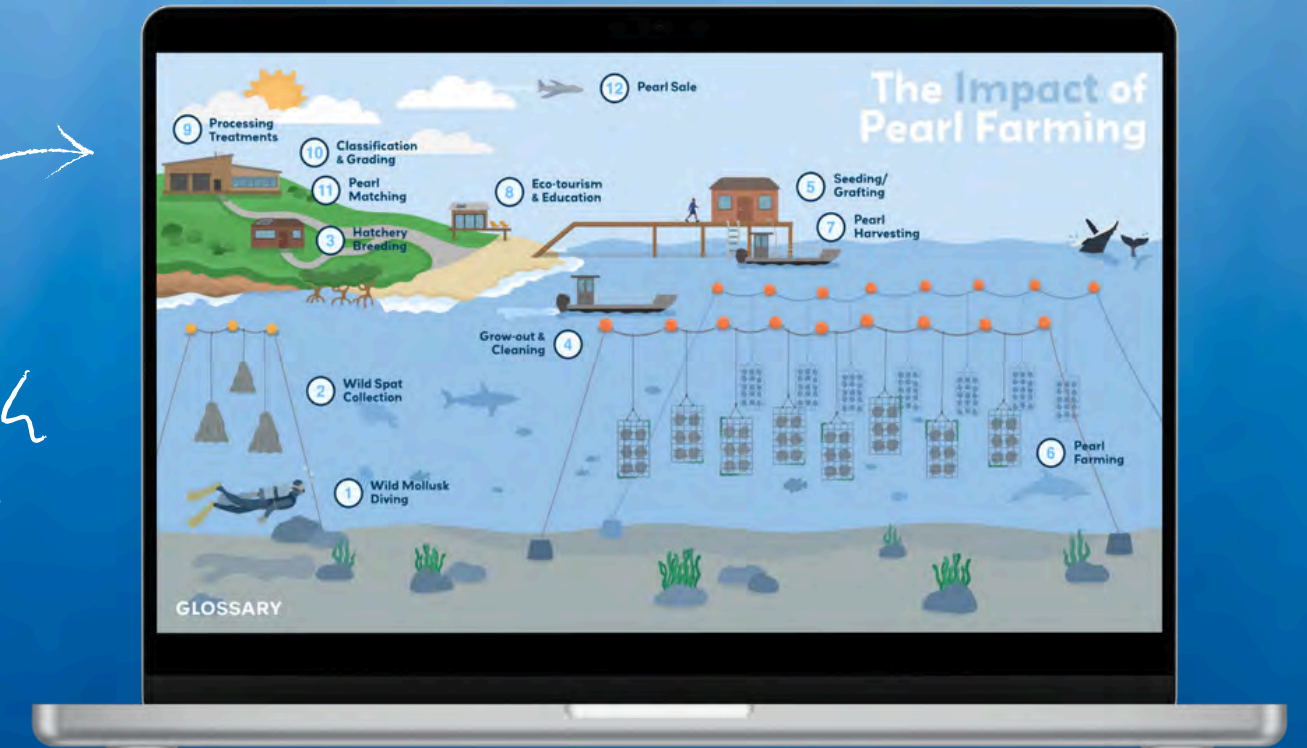 The Impact of
Pearl Farming
12 Pearl Sale
9 Processing
Treatments
10 Classification
& Grading
11 Pearl
Matching
3 Hatchery
Breeding
8 Eco-tourism
& Education
5 Seeding/
Grafting
7 Pearl
Harvesting
Grow-out &
Cleaning 4
2 Wild Spat
Collection
6 Pearl
Farming
1 Wild Mollusk
Diving
GLOSSARY